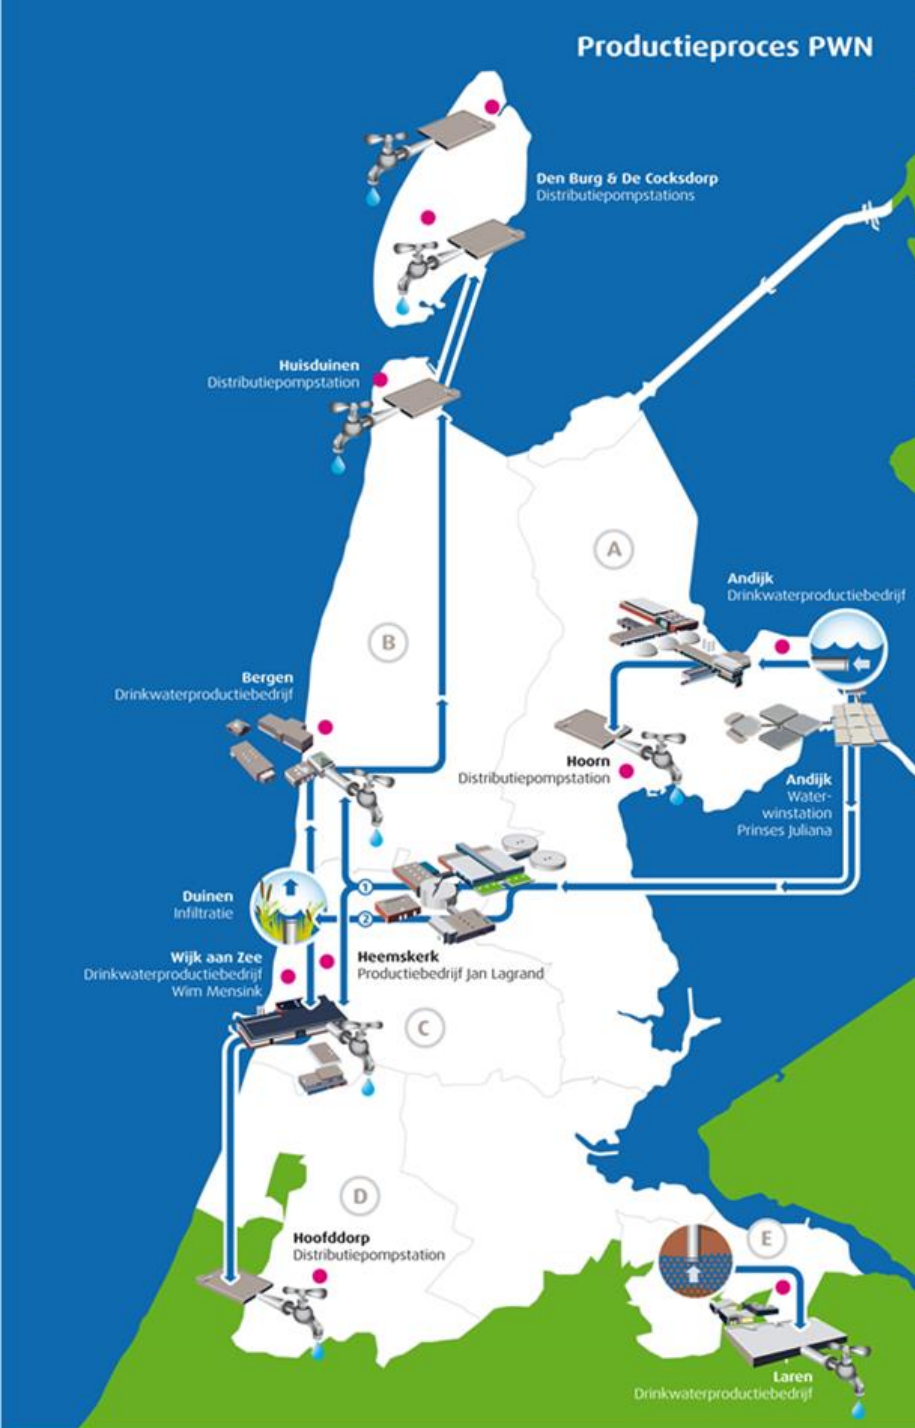 Productieproces PWN
Den Burg & De Cocksdorp
Distributiepompstations
Huisduinen
Distributiepompstation
A
Andijk
Drinkwaterproductiebedrijf
B
Bergen
Drinkwaterproductiebedrijf
Hoorn
Distributiepompstation
Andijk
Water-
winstation
Prinses Juliana
1
Duinen
Infiltratie
2
Wijk aan Zee
Drinkwaterproductiebedrijf
Wim Mensink
Heemskerk
Productiebedrijf Jan Lagrand
C
D
Hoofddorp
Distributiepompstation
E
Laren
Drinkwaterproductiebedrijf